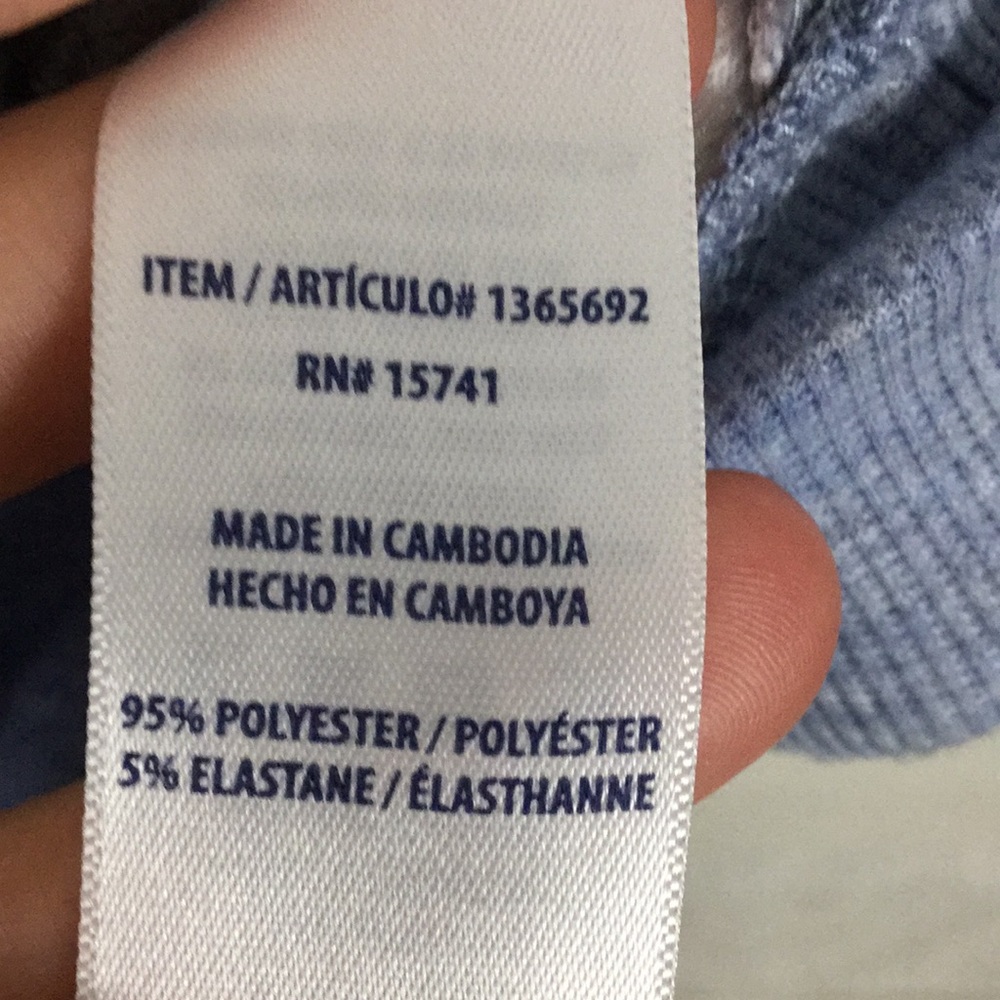 ITEM / ARTÍCULO# 1365692
RN# 15741
MADE IN CAMBODIA
HECHO EN CAMBOYA
95% POLYESTER / POLYÉSTER
5% ELASTANE / ÉLASTHANNE